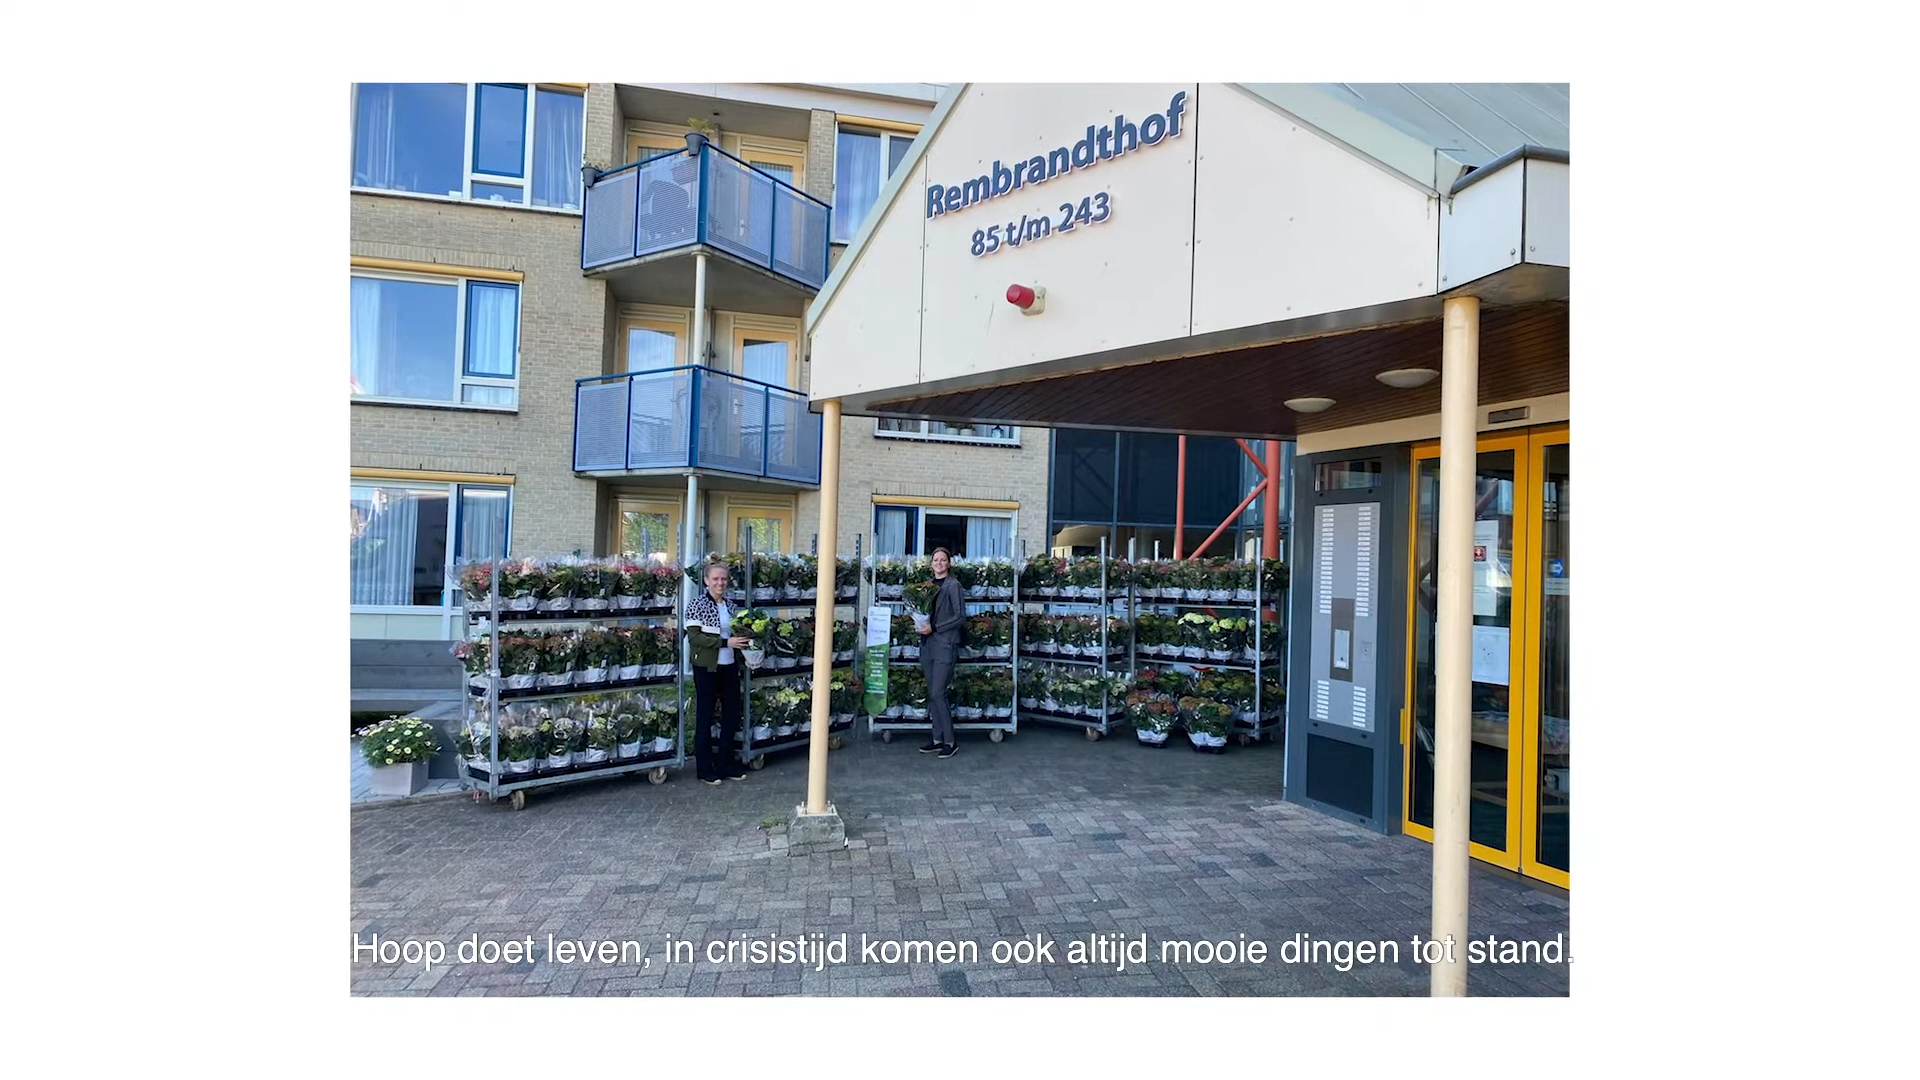 Rembrandthof
85 t/m 243
Hoop doet leven, in crisistijd komen ook altijd mooie dingen tot stand.